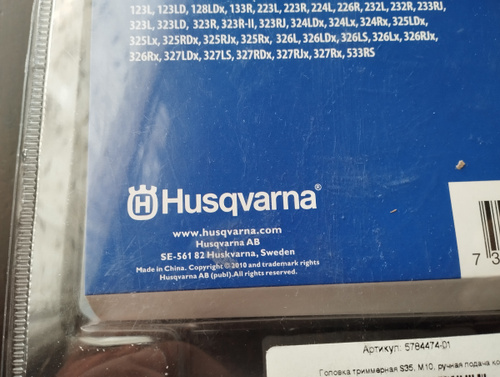 123L, 123LD, 128LDx, 133R, 223L, 223R, 224L, 226R, 232L, 232R, 233RJ,
323L, 323LD, 323R, 323R-II, 323RJ, 324LDx, 324Lx, 324Rx, 325LDx,
325Lx, 325RDx, 325RJx, 325Rx, 326L, 326LDx, 326LS, 326Lx, 326RJx,
326Rx, 327LDx, 327LS, 327RDx, 327RJx, 327Rx, 533RS
H Husqvarna®
www.husqvarna.com
Husqvarna AB
SE-561 82 Huskvarna, Sweden
Made in China. Copyright © 2010 and trademark rights
Husqvarna AB (publ).All rights reserved.
7 3
Артикул: 5784474-01
Головка триммерная S35, M10, ручная подача ко